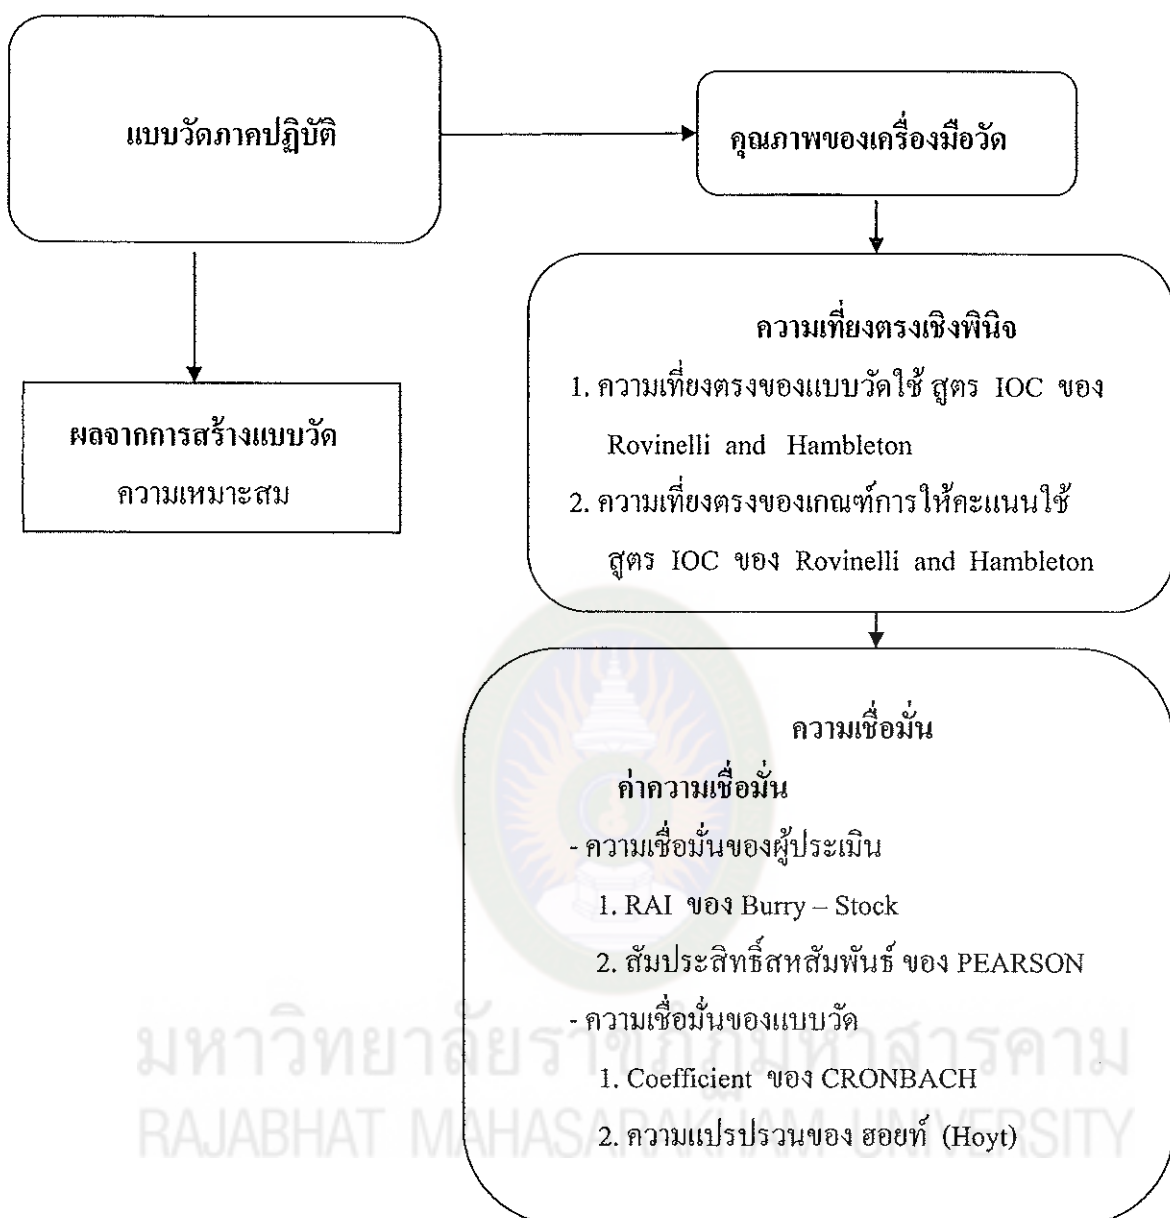 แบบวัดภาคปฏิบัติ
คุณภาพของเครื่องมือวัด
ความเที่ยงตรงเชิงพินิจ
1. ความเที่ยงตรงของแบบวัดใช้ สูตร IOC ของ
Rovinelli and Hambleton
2. ความเที่ยงตรงของเกณฑ์การให้คะแนนใช้
สูตร IOC ของ Rovinelli and Hambleton
ผลจากการสร้างแบบวัด
ความเหมาะสม
ความเชื่อมั่น
ค่าความเชื่อมั่น
- ความเชื่อมั่นของผู้ประเมิน
1. RAI ของ Burry – Stock
2. สัมประสิทธิ์สหสัมพันธ์ ของ PEARSON
- ความเชื่อมั่นของแบบวัด
1. Coefficient ของ CRONBACH
2. ความแปรปรวนของ ฮอยท์ (Hoyt)
มหาวิทยาลัยราชภัฏมหาสารคาม
RAJABHAT MAHASARAKHAM UNIVERSITY